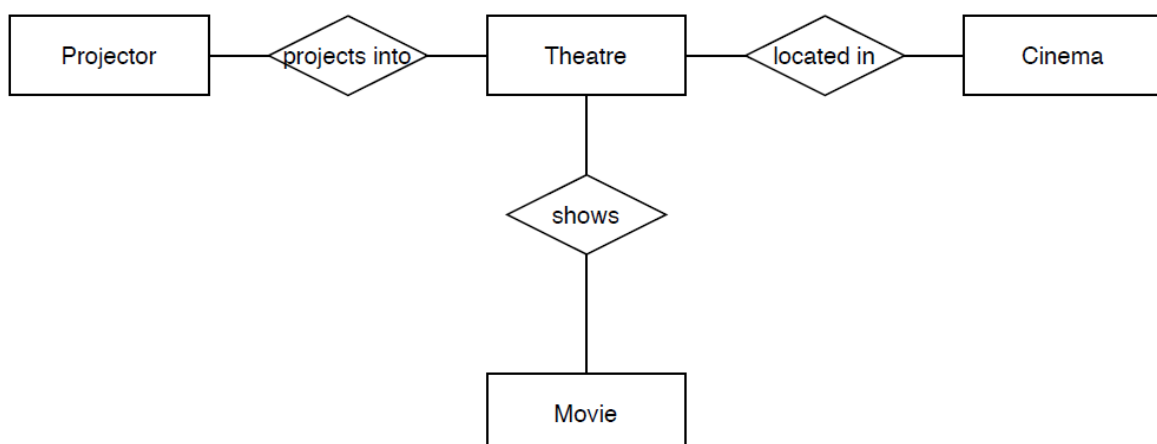 Projector
projects into
Theatre
located in
Cinema
shows
Movie